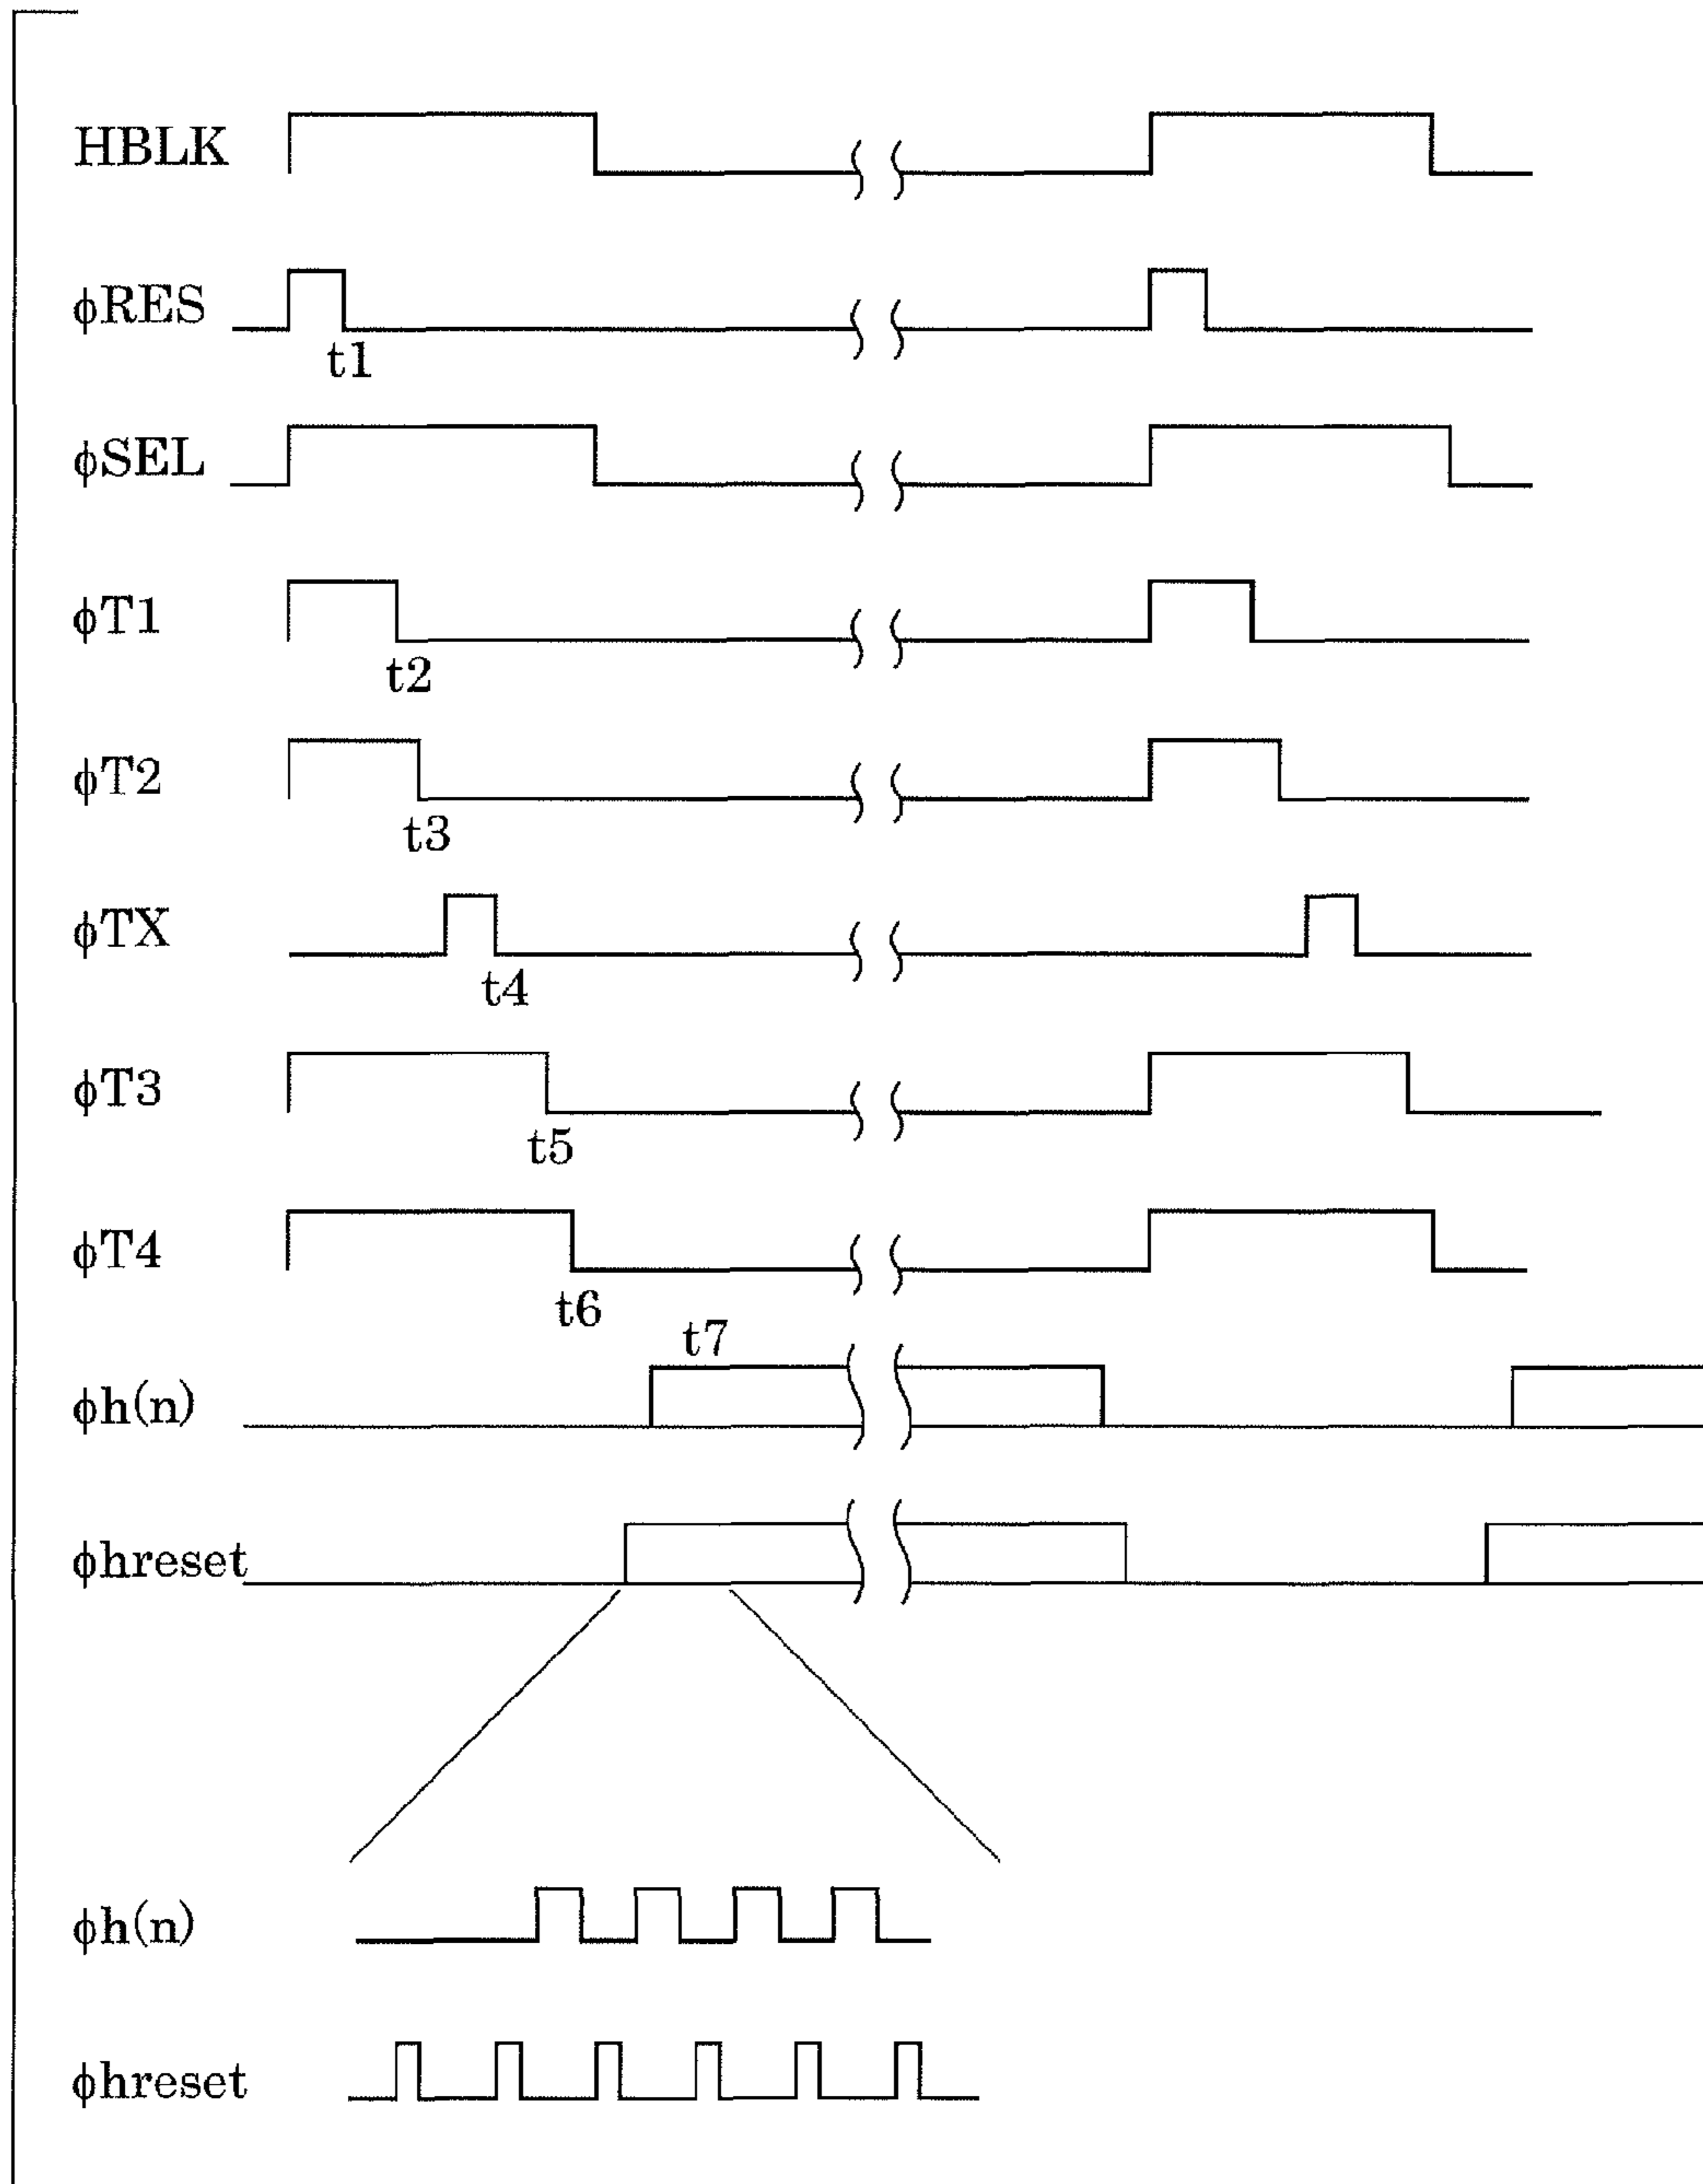 HBLK
ϕRES
t1
ϕSEL
ϕT1
t2
ϕT2
t3
ϕTX
t4
ϕT3
t5
ϕT4
t6
t7
ϕh(n)
ϕhreset
ϕh(n)
ϕhreset